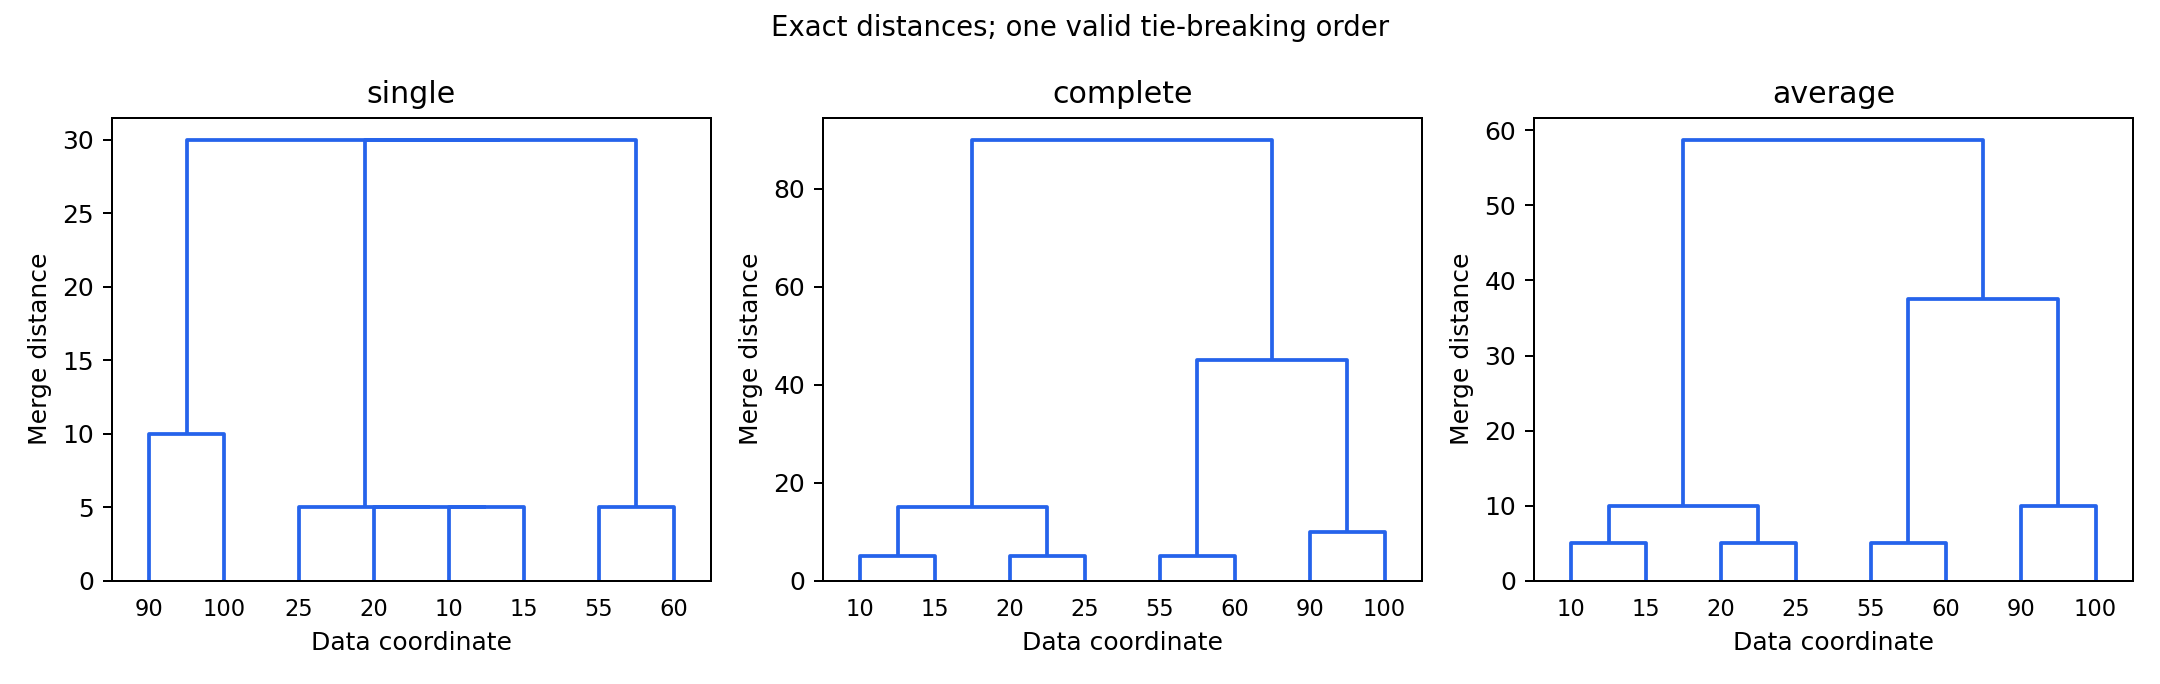 Exact distances; one valid tie-breaking order
single
30
25
20
15
10
5
0
Merge distance
90 100 25 20 10 15 55 60
Data coordinate
complete
80
60
40
20
0
Merge distance
10 15 20 25 55 60 90 100
Data coordinate
average
60
50
40
30
20
10
0
Merge distance
10 15 20 25 55 60 90 100
Data coordinate